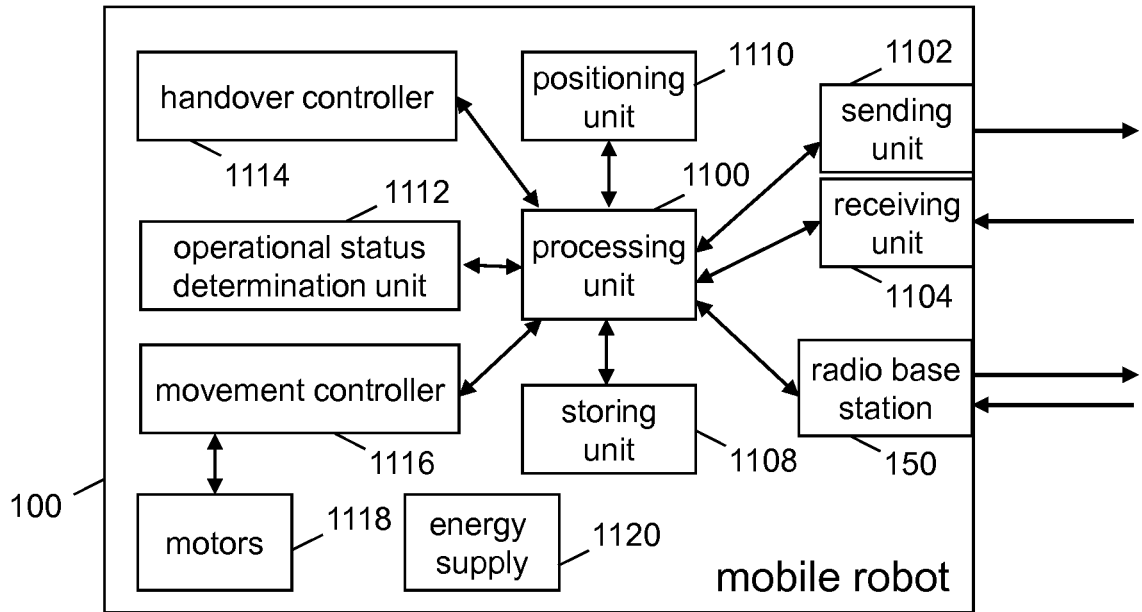 1110
1102
handover controller
positioning
unit
sending
unit
1114
1112
1100
receiving
unit
operational status
determination unit
processing
unit
1104
movement controller
radio base
station
storing
unit
1116
1108
150
100
motors
1118
energy
supply
1120
mobile robot